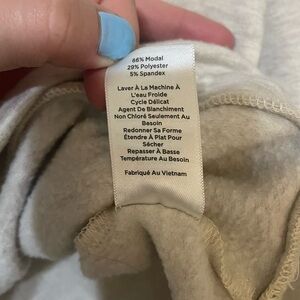 66% Modal
29% Polyester
5% Spandex
Laver À La Machine À
L'eau Froide
Cycle Délicat
Agent De Blanchiment
Non Chloré Seulement Au
Besoin
Redonner Sa Forme
Étendre À Plat Pour
Sécher
Repasser À Basse
Température Au Besoin
Fabriqué Au Vietnam